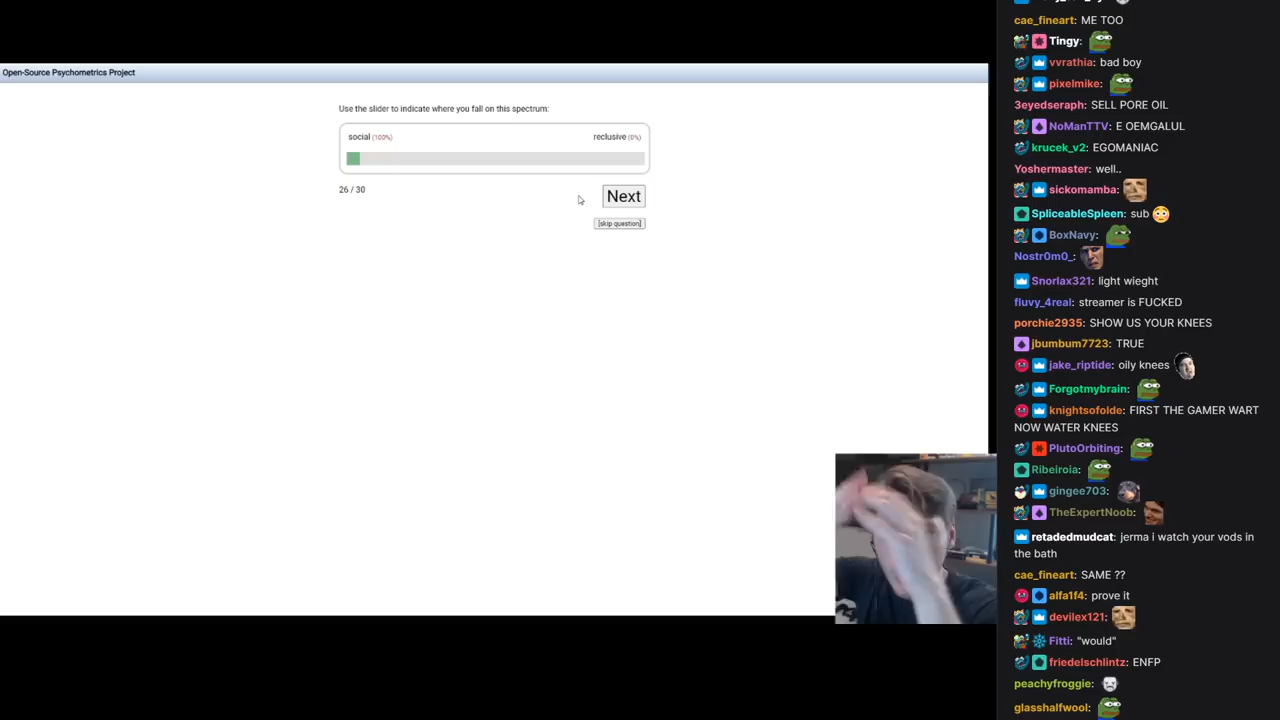 Open-Source Psychometrics Project
Use the slider to indicate where you fall on this spectrum:
social (100%)
reclusive (0%)
26 / 30
Next
[skip question]
cae_fineart: ME TOO
Tingy:
vvrathia: bad boy
pixelmike:
3eyedseraph: SELL PORE OIL
NoManTTV: E OEMGALUL
krucek_v2: EGOMANIAC
Yoshermaster: well..
sickomamba:
SpliceableSpleen: sub 😳
BoxNavy:
Nostr0m0_:
Snorlax321: light wieght
fluvy_4real: streamer is FUCKED
porchie2935: SHOW US YOUR KNEES
jbumbum7723: TRUE
jake_riptide: oily knees
Forgotmybrain:
knightsofolde: FIRST THE GAMER WART
NOW WATER KNEES
PlutoOrbiting:
Ribeiroia:
gingee703:
TheExpertNoob:
retadedmudcat: jerma i watch your vods in
the bath
cae_fineart: SAME ??
alfa1f4: prove it
devilex121:
Fitti: "would"
friedelschlintz: ENFP
peachyfroggie:
glasshalfwool: